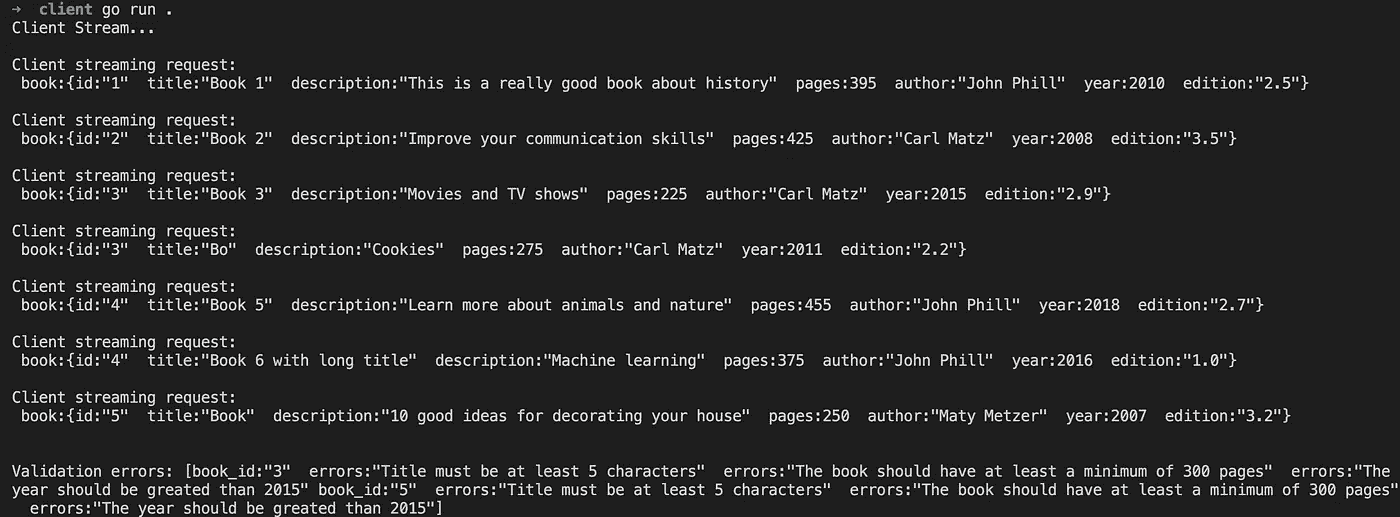 → client go run .
Client Stream...
Client streaming request:
book:{id:"1"  title:"Book 1"  description:"This is a really good book about history"  pages:395  author:"John Phill"  year:2010  edition:"2.5"}
Client streaming request:
book:{id:"2"  title:"Book 2"  description:"Improve your communication skills"  pages:425  author:"Carl Matz"  year:2008  edition:"3.5"}
Client streaming request:
book:{id:"3"  title:"Book 3"  description:"Movies and TV shows"  pages:225  author:"Carl Matz"  year:2015  edition:"2.9"}
Client streaming request:
book:{id:"3"  title:"Bo"  description:"Cookies"  pages:275  author:"Carl Matz"  year:2011  edition:"2.2"}
Client streaming request:
book:{id:"4"  title:"Book 5"  description:"Learn more about animals and nature"  pages:455  author:"John Phill"  year:2018  edition:"2.7"}
Client streaming request:
book:{id:"4"  title:"Book 6 with long title"  description:"Machine learning"  pages:375  author:"John Phill"  year:2016  edition:"1.0"}
Client streaming request:
book:{id:"5"  title:"Book"  description:"10 good ideas for decorating your house"  pages:250  author:"Maty Metzer"  year:2007  edition:"3.2"}
Validation errors: [book_id:"3"  errors:"Title must be at least 5 characters"  errors:"The book should have at least a minimum of 300 pages"  errors:"The
year should be greated than 2015" book_id:"5"  errors:"Title must be at least 5 characters"  errors:"The book should have at least a minimum of 300 pages"
errors:"The year should be greated than 2015"]